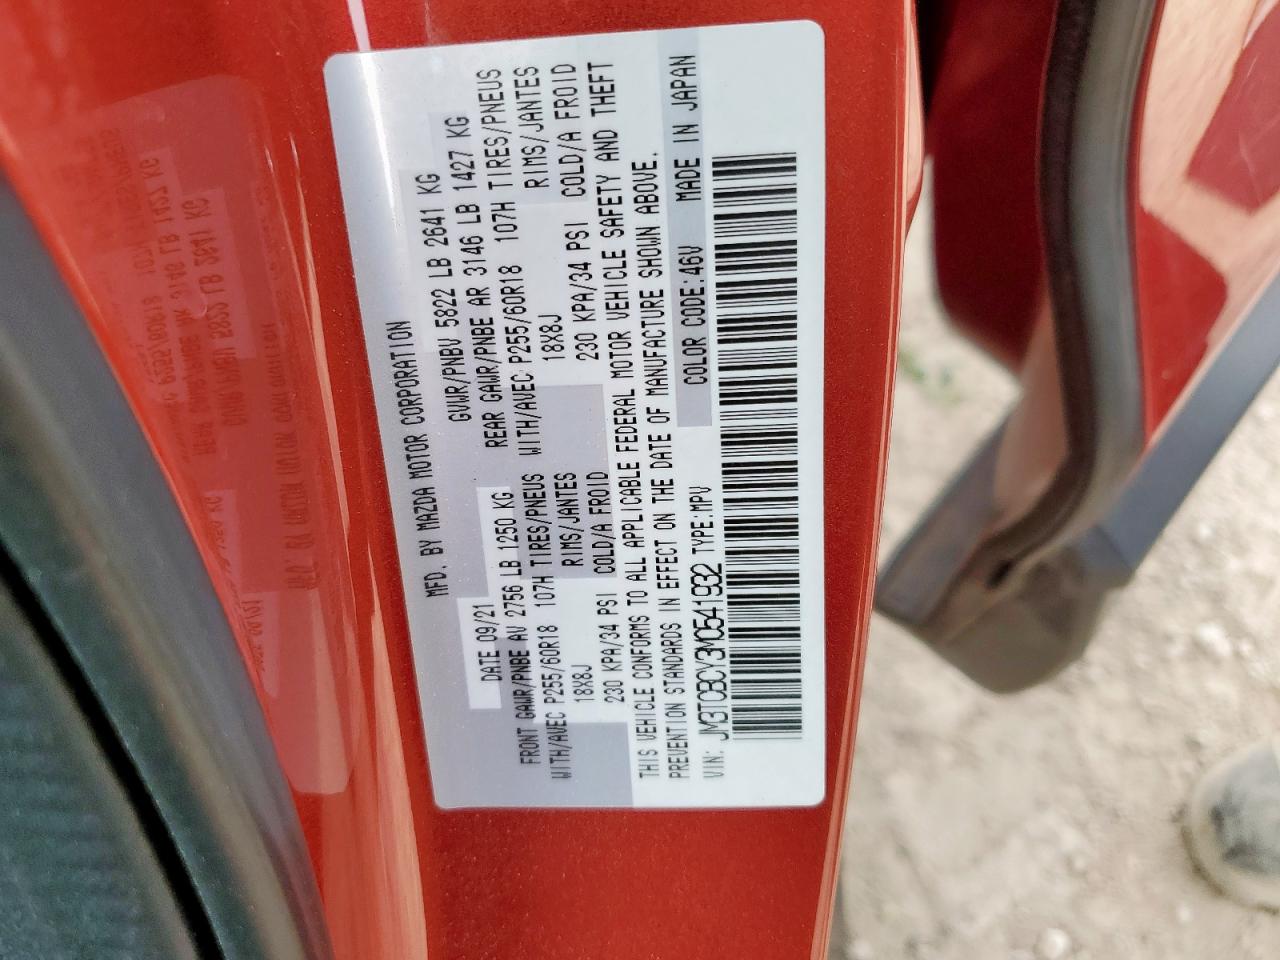 MFD. BY MAZDA MOTOR CORPORATION
DATE 09/21 GVWR/PNBV 5822 LB 2641 KG
FRONT GAWR/PNBE AV 2756 LB 1250 KG REAR GAWR/PNBE AR 3146 LB 1427 KG
WITH/AVEC P255/60R18 107H TIRES/PNEUS WITH/AVEC P255/60R18 107H TIRES/PNEUS
18X8J RIMS/JANTES 18X8J RIMS/JANTES
230 KPA/34 PSI COLD/A FROID 230 KPA/34 PSI COLD/A FROID
THIS VEHICLE CONFORMS TO ALL APPLICABLE FEDERAL MOTOR VEHICLE SAFETY AND THEFT
PREVENTION STANDARDS IN EFFECT ON THE DATE OF MANUFACTURE SHOWN ABOVE.
COLOR CODE:46V MADE IN JAPAN
VIN: JM3TCBCY3M0541932 TYPE:MPV